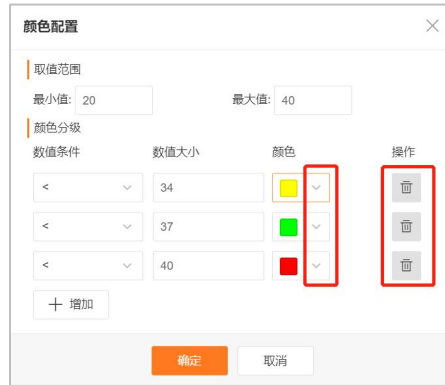 颜色配置
取值范围
最小值: 20 最大值: 40
颜色分级
数值条件 数值大小 颜色 操作
< 34
< 37
< 40
+ 增加
确定 取消